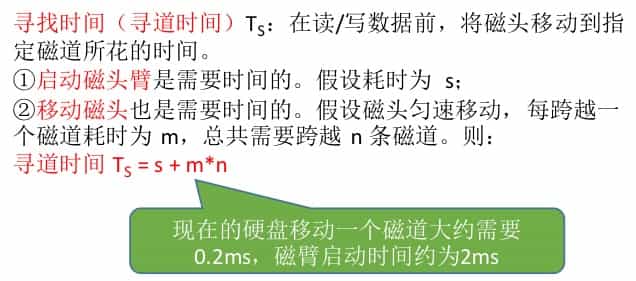 寻找时间（寻道时间）TS：在读/写数据前，将磁头移动到指
定磁道所花的时间。
①启动磁头臂是需要时间的。假设耗时为 s；
②移动磁头也是需要时间的。假设磁头匀速移动，每跨越一
个磁道耗时为 m，总共需要跨越 n 条磁道。则：
寻道时间 TS = s + m*n
现在的硬盘移动一个磁道大约需要
0.2ms，磁臂启动时间约为2ms